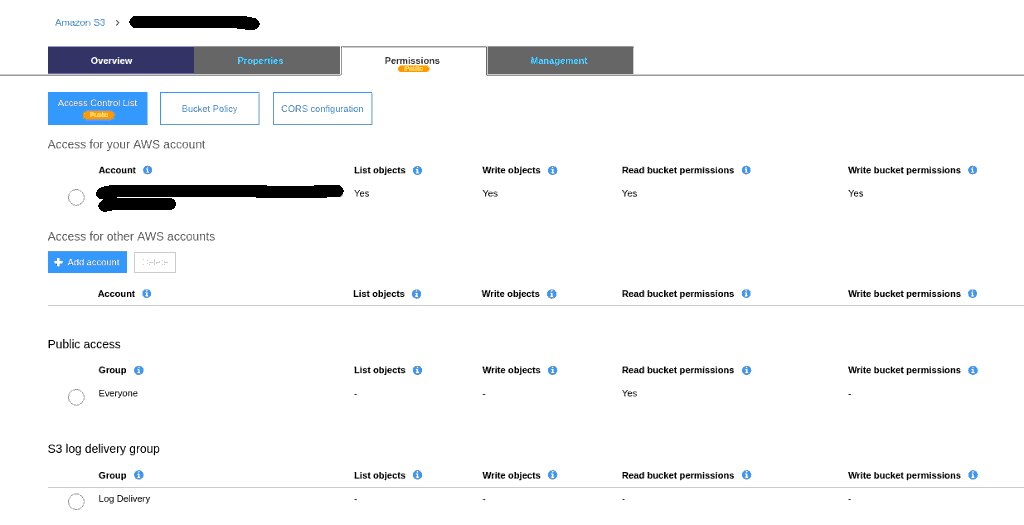 Amazon S3 >
Overview Properties Permissions Management
Public
Access Control List Bucket Policy CORS configuration
Public
Access for your AWS account
Account List objects Write objects Read bucket permissions Write bucket permissions
Yes Yes Yes Yes
Access for other AWS accounts
+ Add account Delete
Account List objects Write objects Read bucket permissions Write bucket permissions
Public access
Group List objects Write objects Read bucket permissions Write bucket permissions
Everyone - - Yes -
S3 log delivery group
Group List objects Write objects Read bucket permissions Write bucket permissions
Log Delivery - - - -